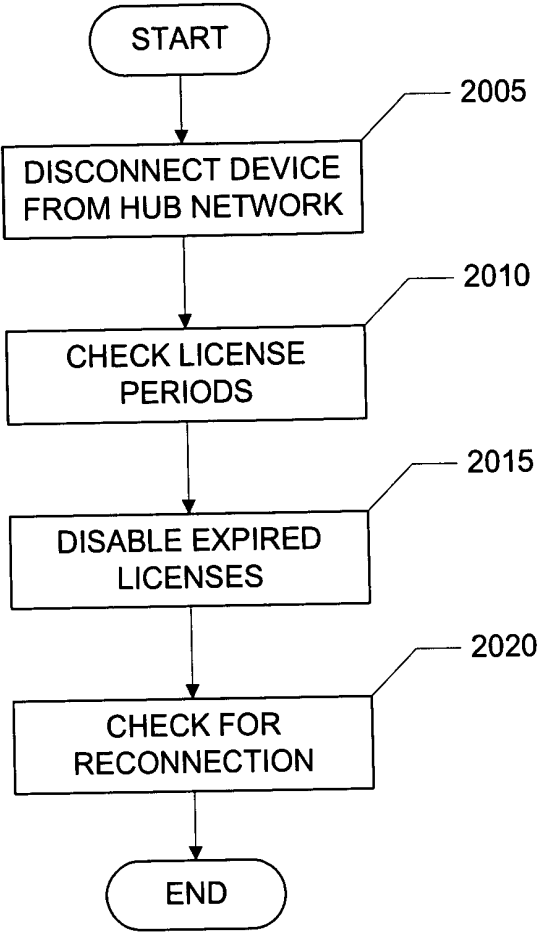 START
2005
DISCONNECT DEVICE
FROM HUB NETWORK
2010
CHECK LICENSE
PERIODS
2015
DISABLE EXPIRED
LICENSES
2020
CHECK FOR
RECONNECTION
END